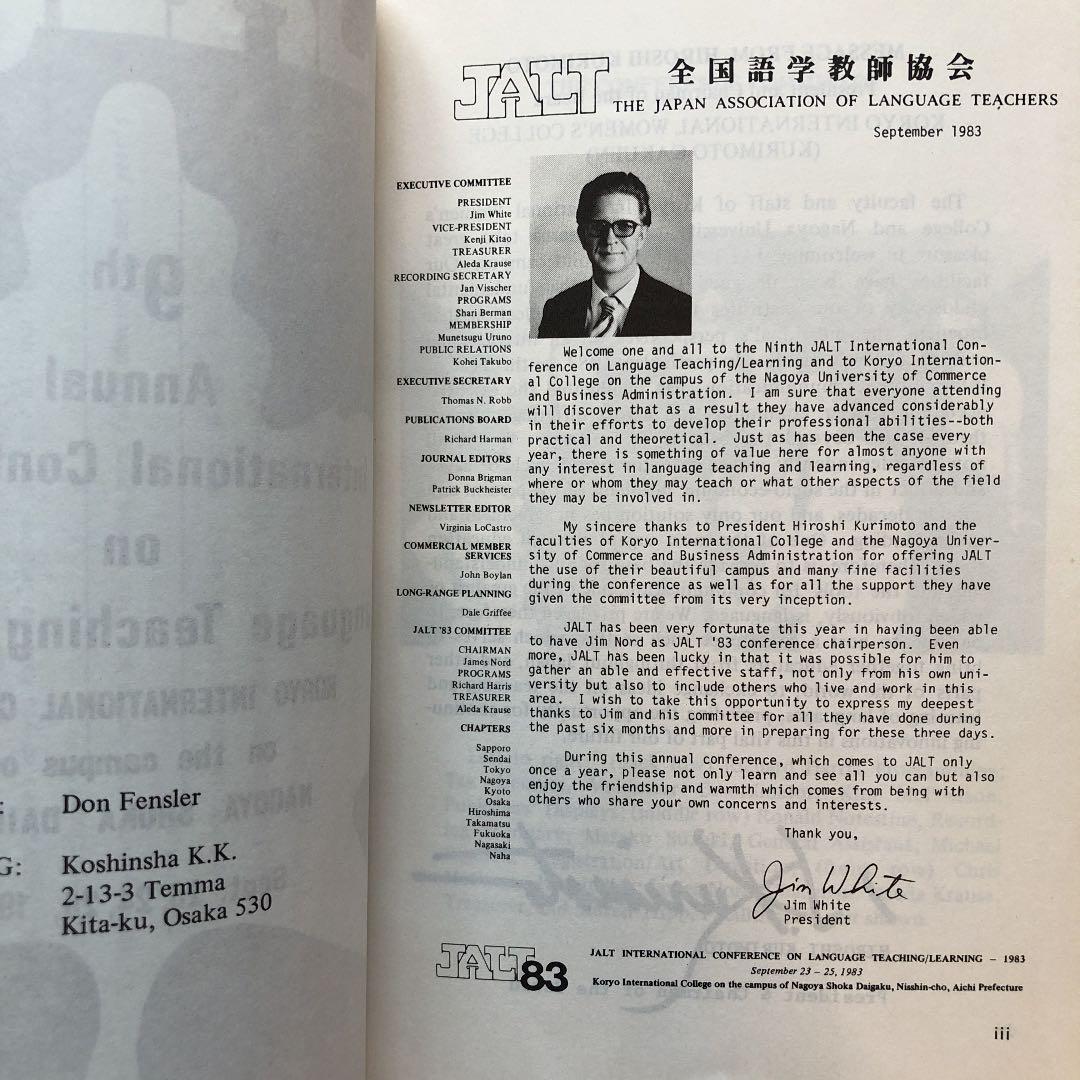 : Don Fensler
G: Koshinsha K.K.
2-13-3 Temma
Kita-ku, Osaka 530
JALT 全国語学教師協会
THE JAPAN ASSOCIATION OF LANGUAGE TEACHERS
September 1983
EXECUTIVE COMMITTEE
PRESIDENT
Jim White
VICE-PRESIDENT
Kenji Kitao
TREASURER
Aleda Krause
RECORDING SECRETARY
Jan Visscher
PROGRAMS
Shari Berman
MEMBERSHIP
Munetsugu Uruno
PUBLIC RELATIONS
Kohei Takubo
EXECUTIVE SECRETARY
Thomas N. Robb
PUBLICATIONS BOARD
Richard Harman
JOURNAL EDITORS
Donna Brigman
Patrick Buckheister
NEWSLETTER EDITOR
Virginia LoCastro
COMMERCIAL MEMBER
SERVICES
John Boylan
LONG-RANGE PLANNING
Dale Griffee
JALT '83 COMMITTEE
CHAIRMAN
James Nord
PROGRAMS
Richard Harris
TREASURER
Aleda Krause
CHAPTERS
Sapporo
Sendai
Tokyo
Nagoya
Kyoto
Osaka
Hiroshima
Takamatsu
Fukuoka
Nagasaki
Naha
Welcome one and all to the Ninth JALT International Con-
ference on Language Teaching/Learning and to Koryo Internation-
al College on the campus of the Nagoya University of Commerce
and Business Administration. I am sure that everyone attending
will discover that as a result they have advanced considerably
in their efforts to develop their professional abilities--both
practical and theoretical. Just as has been the case every
year, there is something of value here for almost anyone with
any interest in language teaching and learning, regardless of
where or whom they may teach or what other aspects of the field
they may be involved in.
My sincere thanks to President Hiroshi Kurimoto and the
faculties of Koryo International College and the Nagoya Univer-
sity of Commerce and Business Administration for offering JALT
the use of their beautiful campus and many fine facilities
during the conference as well as for all the support they have
given the committee from its very inception.
JALT has been very fortunate this year in having been able
to have Jim Nord as JALT '83 conference chairperson. Even
more, JALT has been lucky in that it was possible for him to
gather an able and effective staff, not only from his own uni-
versity but also to include others who live and work in this
area. I wish to take this opportunity to express my deepest
thanks to Jim and his committee for all they have done during
the past six months and more in preparing for these three days.
During this annual conference, which comes to JALT only
once a year, please not only learn and see all you can but also
enjoy the friendship and warmth which comes from being with
others who share your own concerns and interests.
Thank you,
Jim White
Jim White
President
JALT 83
JALT INTERNATIONAL CONFERENCE ON LANGUAGE TEACHING/LEARNING – 1983
September 23 – 25, 1983
Koryo International College on the campus of Nagoya Shoka Daigaku, Nisshin-cho, Aichi Prefecture
iii